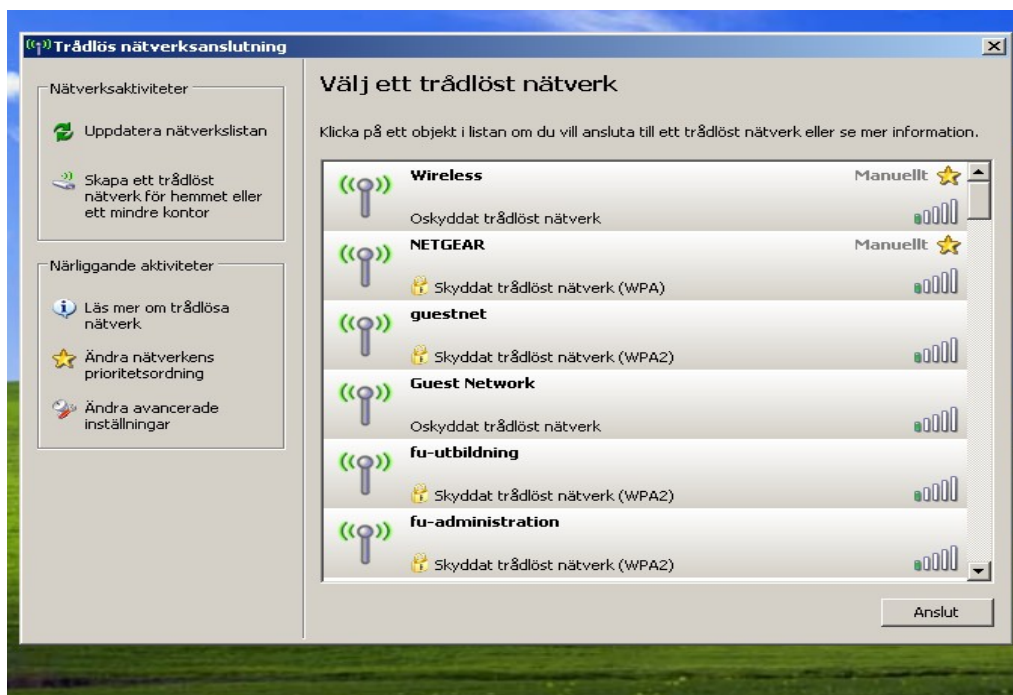 Trådlös nätverksanslutning
Nätverksaktiviteter
Uppdatera nätverkslistan
Skapa ett trådlöst
nätverk för hemmet eller
ett mindre kontor
Närliggande aktiviteter
Läs mer om trådlösa
nätverk
Ändra nätverkens
prioritetsordning
Ändra avancerade
inställningar
Välj ett trådlöst nätverk
Klicka på ett objekt i listan om du vill ansluta till ett trådlöst nätverk eller se mer information.
Wireless Manuellt
Oskyddat trådlöst nätverk
NETGEAR Manuellt
Skyddat trådlöst nätverk (WPA)
guestnet
Skyddat trådlöst nätverk (WPA2)
Guest Network
Oskyddat trådlöst nätverk
fu-utbildning
Skyddat trådlöst nätverk (WPA2)
fu-administration
Skyddat trådlöst nätverk (WPA2)
Anslut